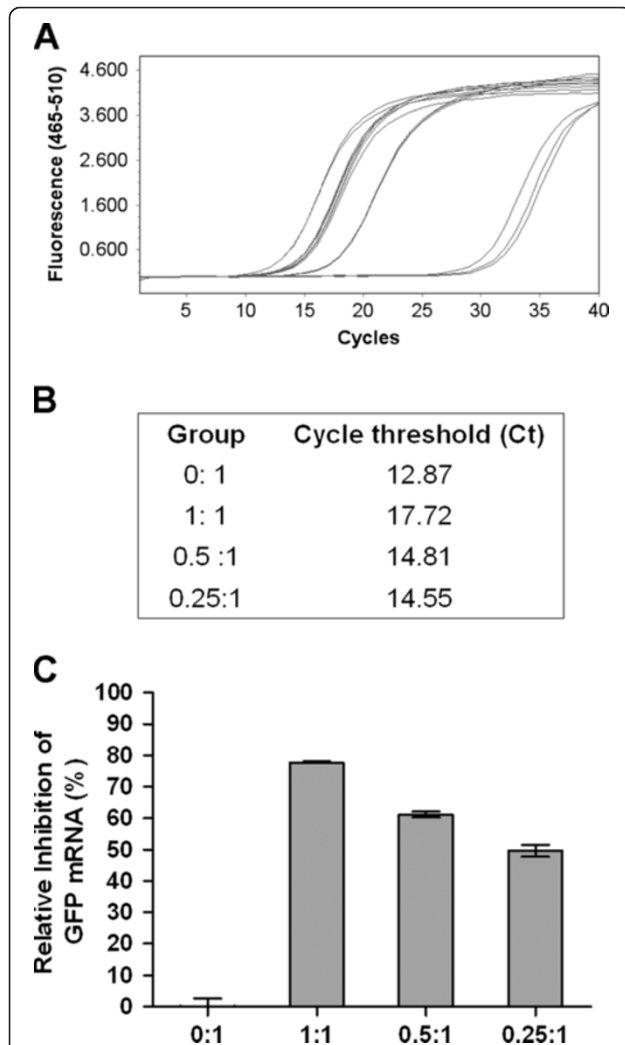 A
Fluorescence (465-510)
4.600
3.600
2.600
1.600
0.600
5 10 15 20 25 30 35 40
Cycles
B
Group Cycle threshold (Ct)
0: 1 12.87
1: 1 17.72
0.5 :1 14.81
0.25:1 14.55
C
Relative Inhibition of
GFP mRNA (%)
100
90
80
70
60
50
40
30
20
10
0
0:1 1:1 0.5:1 0.25:1